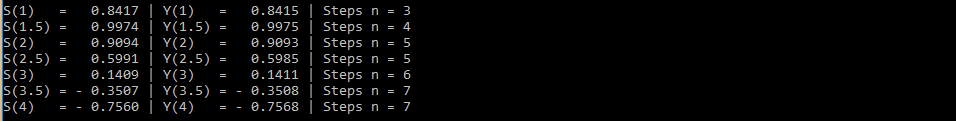 S(1)   =   0.8417 | Y(1)   =   0.8415 | Steps n = 3
S(1.5) =   0.9974 | Y(1.5) =   0.9975 | Steps n = 4
S(2)   =   0.9094 | Y(2)   =   0.9093 | Steps n = 5
S(2.5) =   0.5991 | Y(2.5) =   0.5985 | Steps n = 5
S(3)   =   0.1409 | Y(3)   =   0.1411 | Steps n = 6
S(3.5) = - 0.3507 | Y(3.5) = - 0.3508 | Steps n = 7
S(4)   = - 0.7560 | Y(4)   = - 0.7568 | Steps n = 7